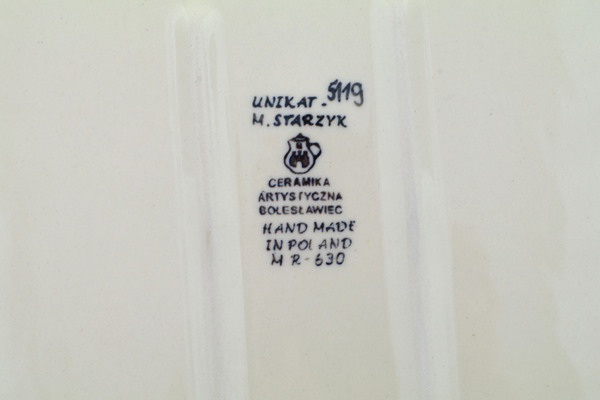 UNIKAT - 5119
M. STARZYK
CERAMIKA
ARTYSTYCZNA
BOLESŁAWIEC
HAND MADE
IN POLAND
M R - 630